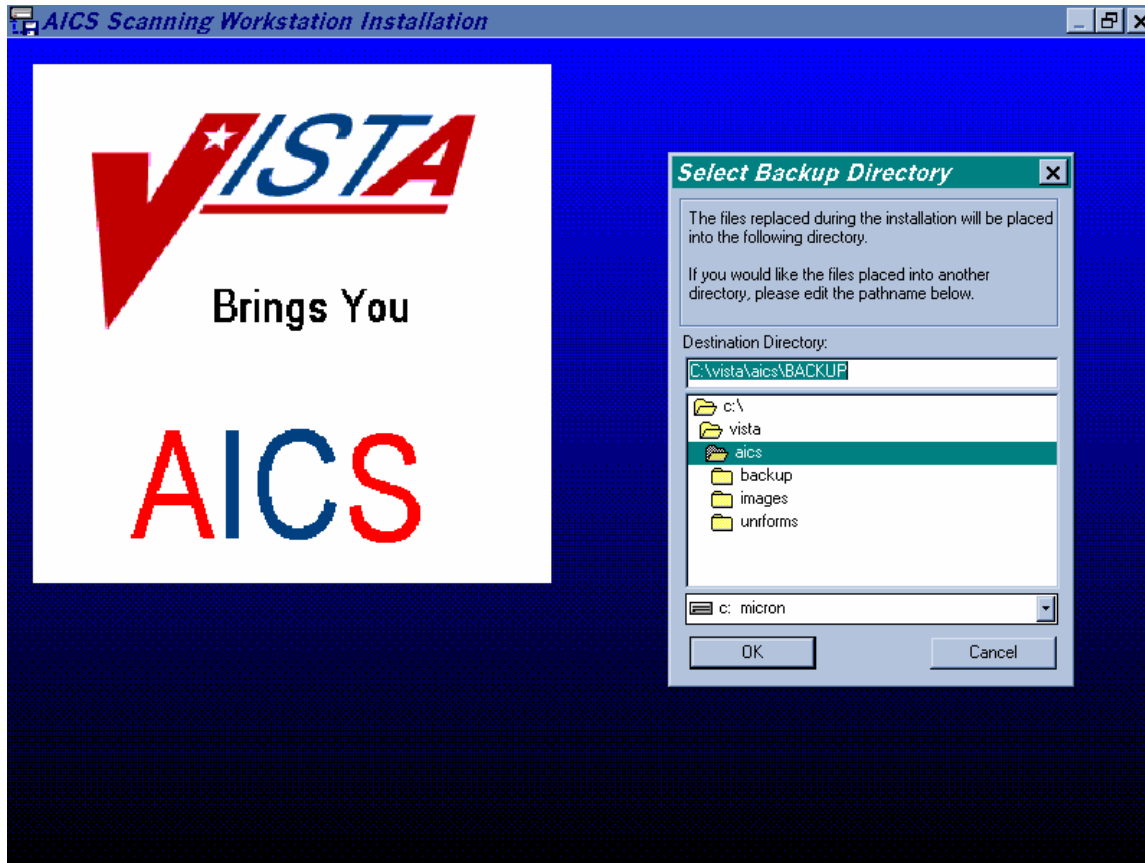 AICS Scanning Workstation Installation
VISTA
Brings You
AICS
Select Backup Directory
The files replaced during the installation will be placed
into the following directory.
If you would like the files placed into another
directory, please edit the pathname below.
Destination Directory:
C:\vista\aics\BACKUP
c:\
vista
aics
backup
images
uniforms
c: micron
OK
Cancel